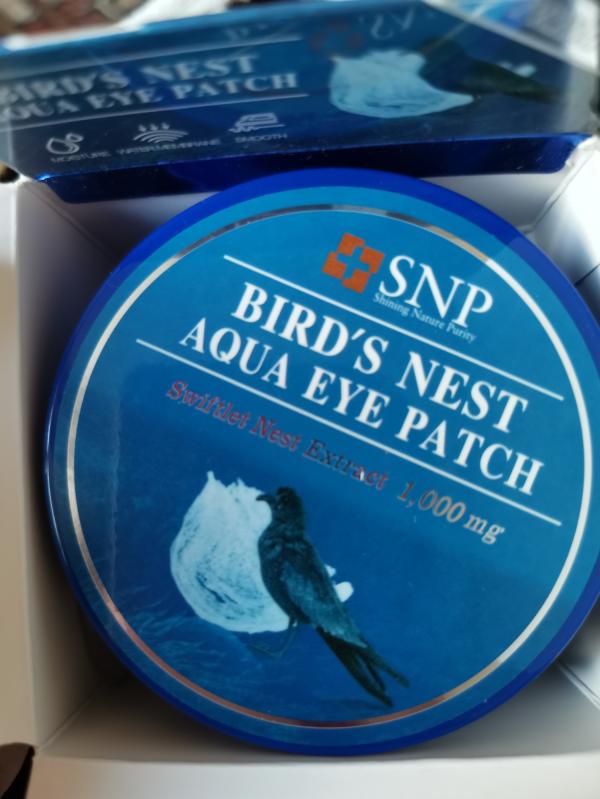 BIRD'S NEST
AQUA EYE PATCH
MOISTURE WATERMEMBRANE SMOOTH
SNP
Shining Nature Purity
BIRD'S NEST
AQUA EYE PATCH
Swiftlet Nest Extract 1,000 mg